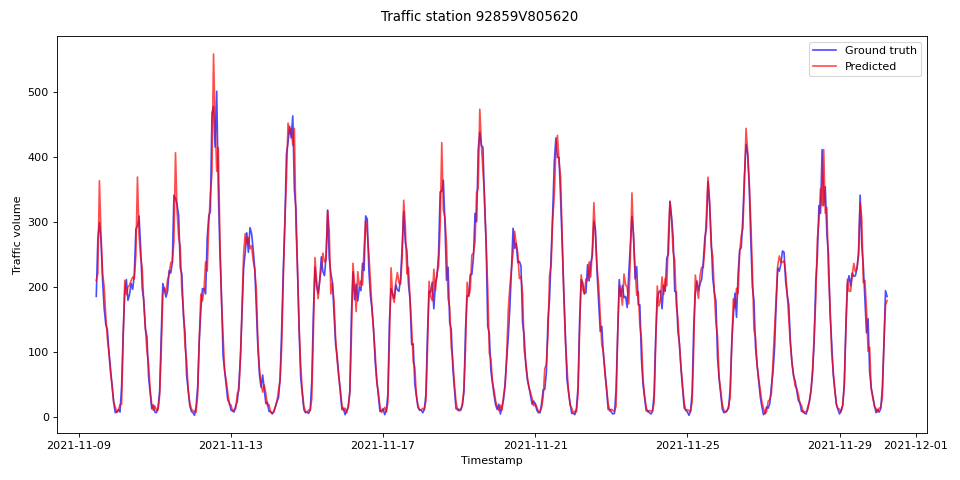 Traffic station 92859V805620
Ground truth
Predicted
Traffic volume
500
400
300
200
100
0
2021-11-09
2021-11-13
2021-11-17
2021-11-21
2021-11-25
2021-11-29
2021-12-01
Timestamp